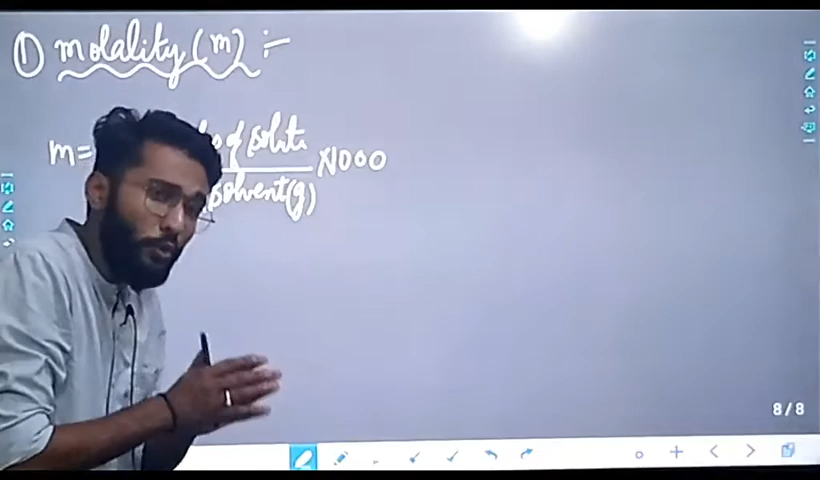 ① molality (m) :-
m= of solute
×1000
solvent(g)
8/8